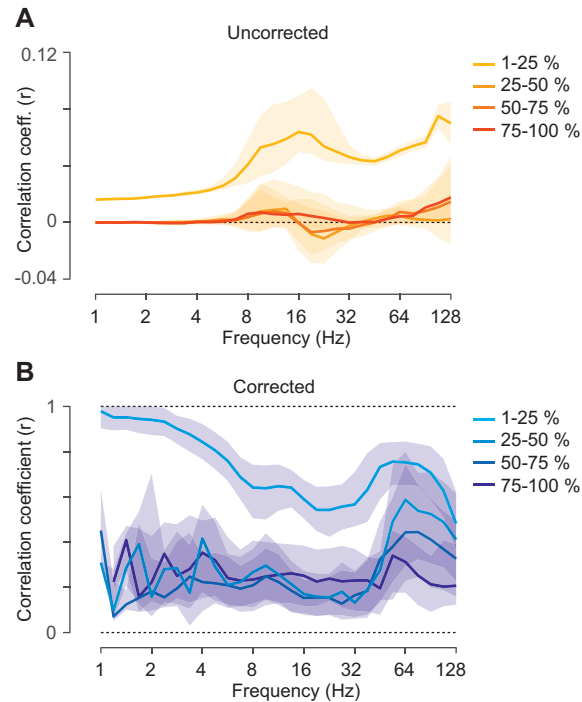 A
Uncorrected
0.12
0
-0.04
Correlation coeff. (r)
1-25 %
25-50 %
50-75 %
75-100 %
1 2 4 8 16 32 64 128
Frequency (Hz)
B
Corrected
1
0
Correlation coefficient (r)
1-25 %
25-50 %
50-75 %
75-100 %
1 2 4 8 16 32 64 128
Frequency (Hz)